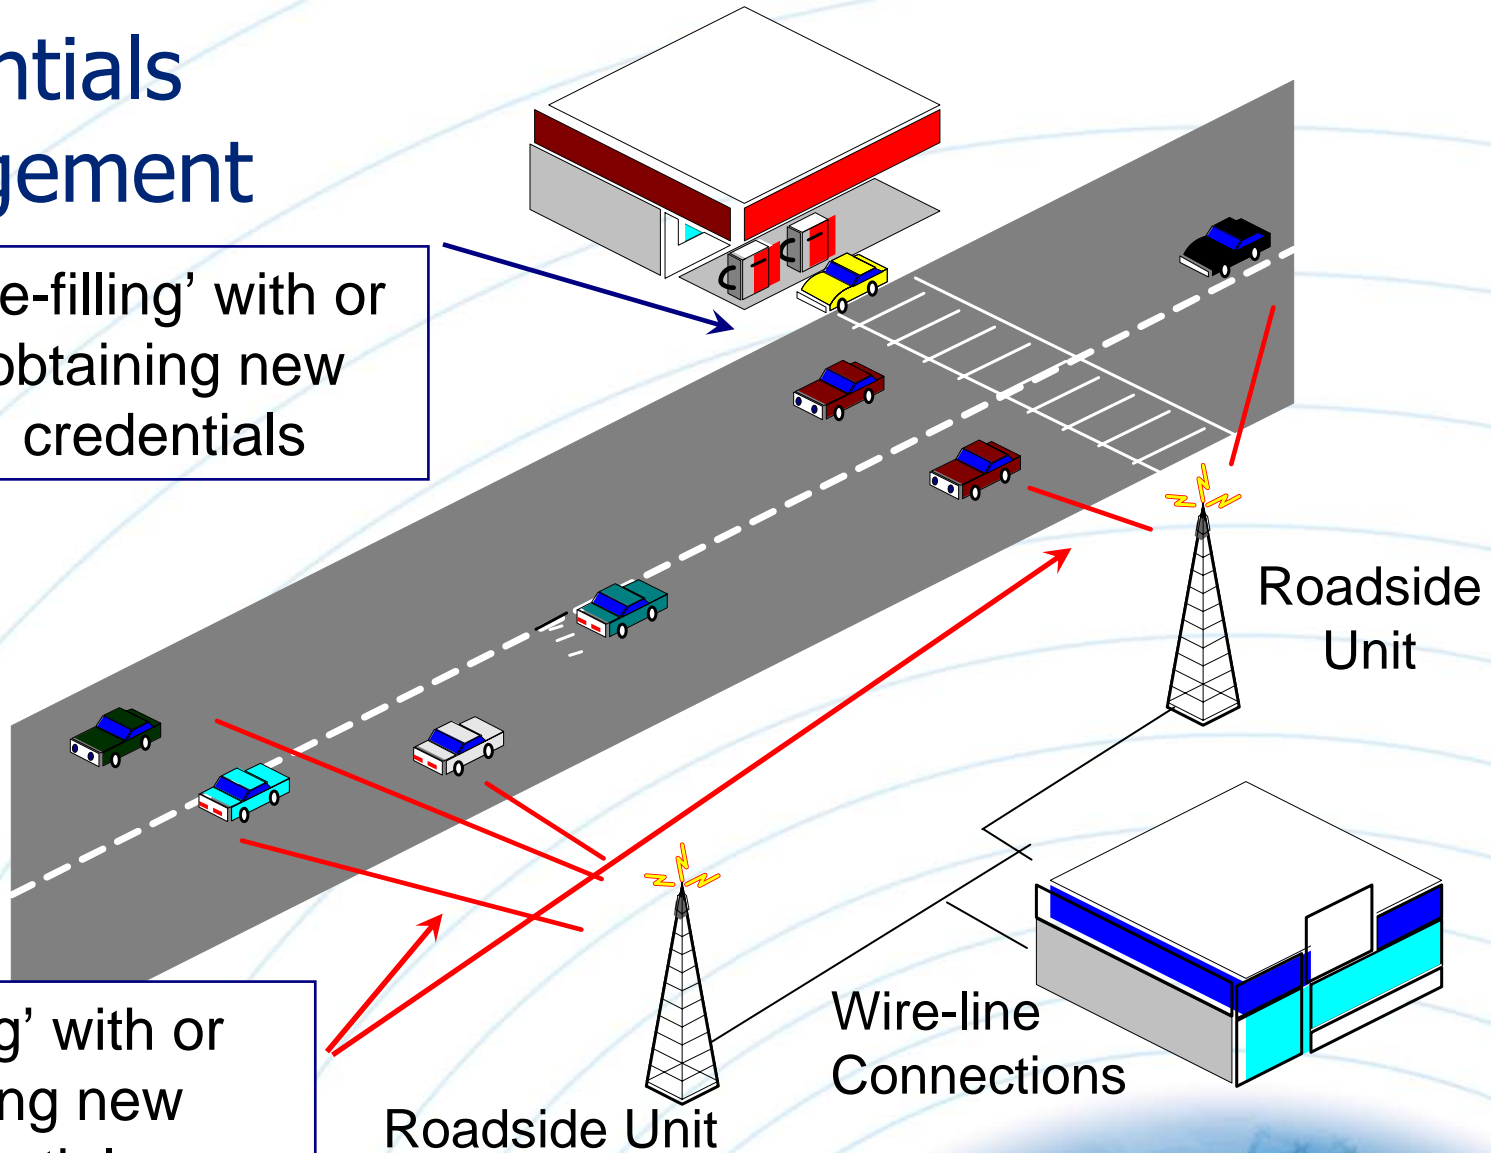 ntials
gement
e-filling’ with or
obtaining new
credentials
Roadside
Unit
g’ with or
ng new
Wire-line
Connections
Roadside Unit